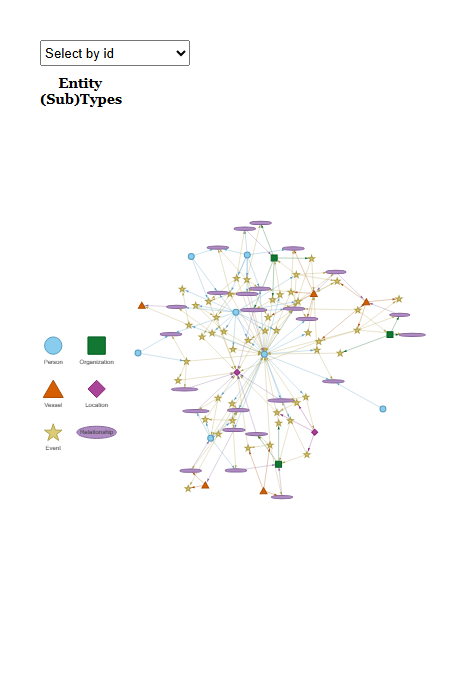 Select by id
Entity
(Sub)Types
Person
Organization
Vessel
Location
Event
Relationship